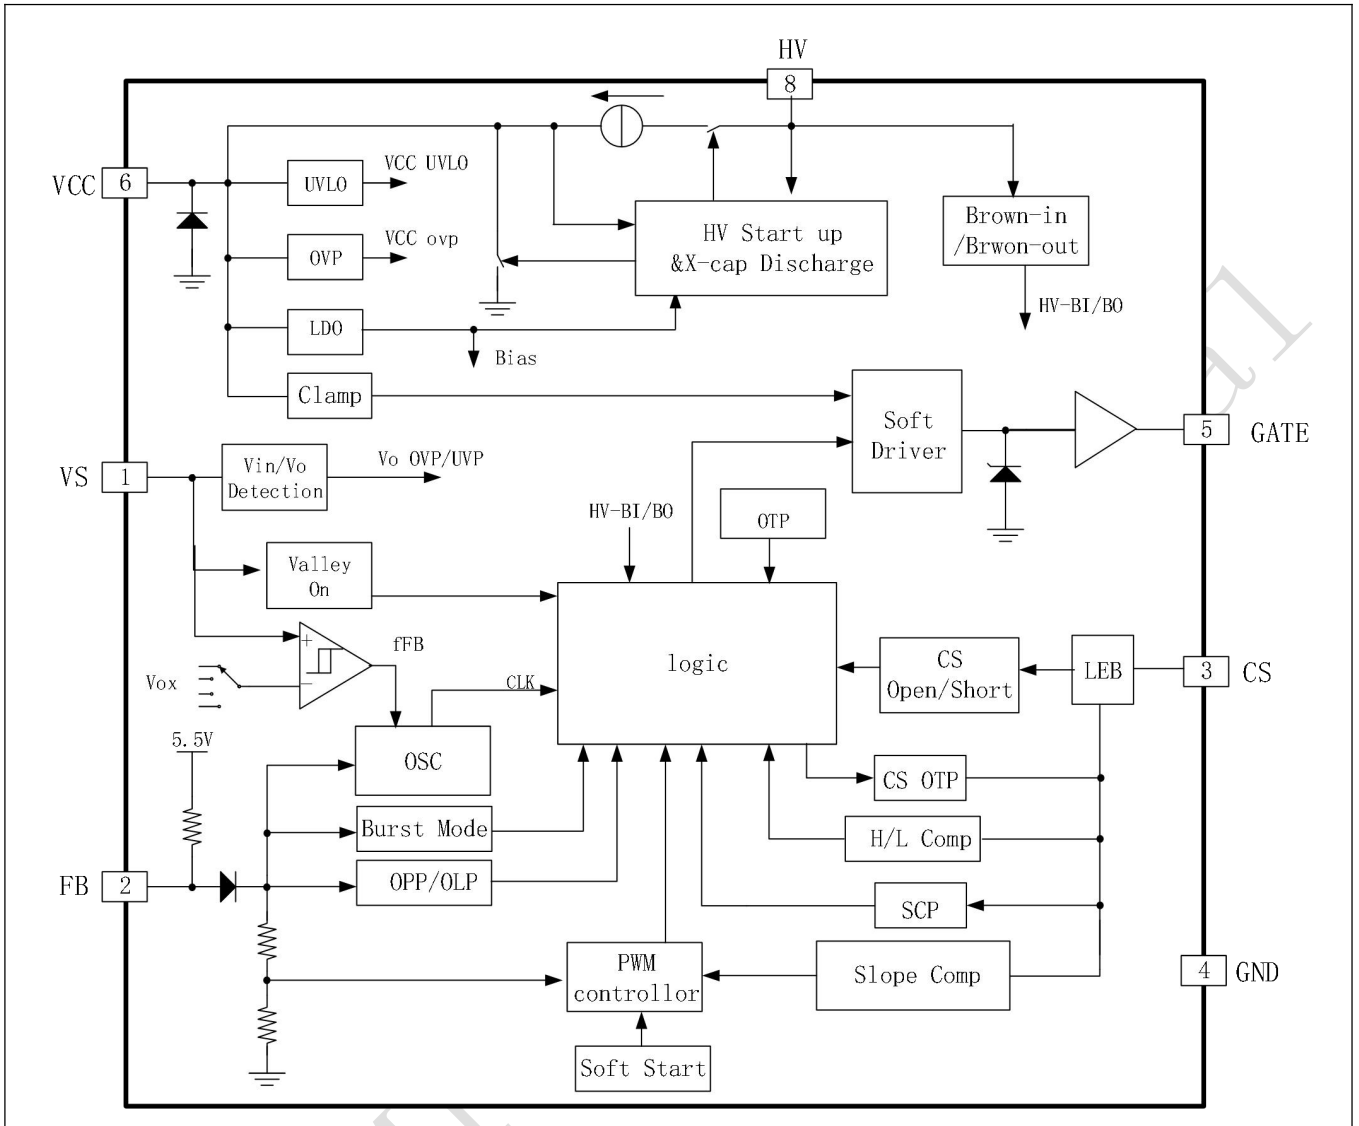 HV
8
VCC
6
UVLO
VCC UVLO
OVP
VCC ovp
LDO
Bias
Clamp
HV Start up
&X-cap Discharge
Brown-in
/Brwon-out
HV-BI/BO
Soft
Driver
5
GATE
VS
1
Vin/Vo
Detection
Vo OVP/UVP
HV-BI/BO
OTP
Valley
On
+
-
fFB
Vox
CLK
logic
CS
Open/Short
LEB
3
CS
5.5V
OSC
CS OTP
Burst Mode
H/L Comp
FB
2
OPP/OLP
SCP
PWM
controllor
Slope Comp
4
GND
Soft Start